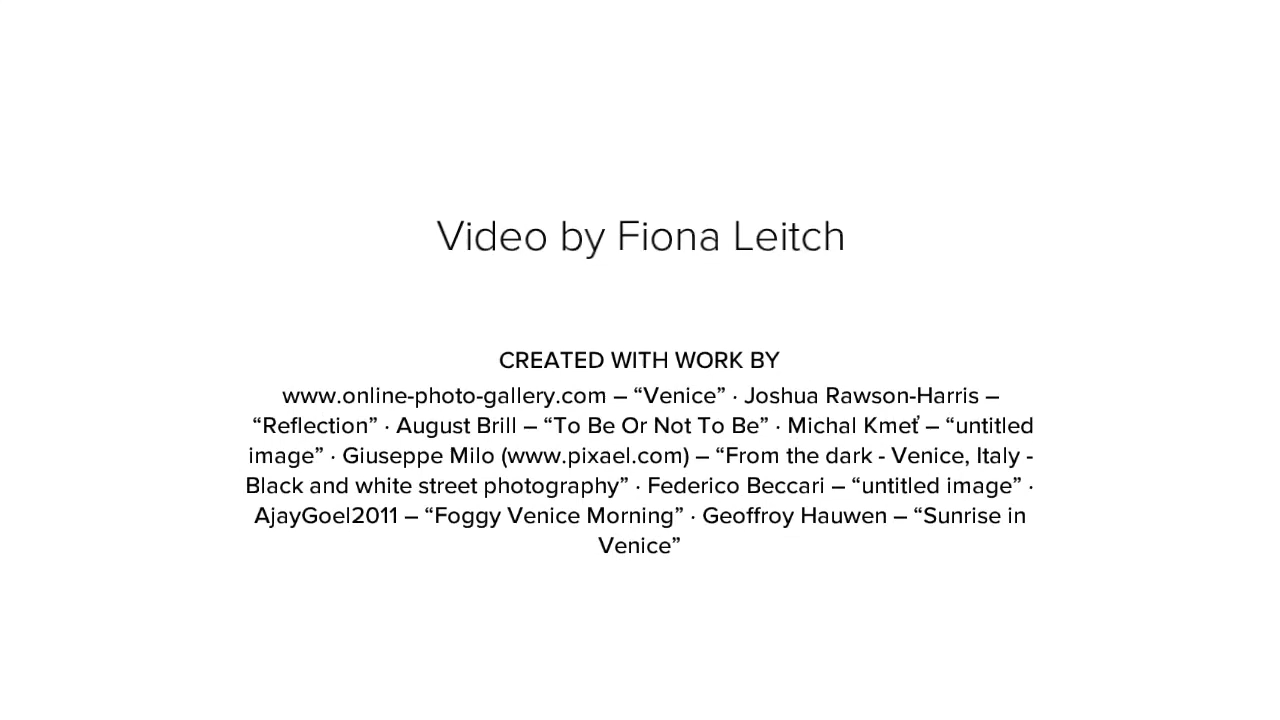 Video by Fiona Leitch
CREATED WITH WORK BY
www.online-photo-gallery.com – “Venice” · Joshua Rawson-Harris –
“Reflection” · August Brill – “To Be Or Not To Be” · Michal Kmeť – “untitled
image” · Giuseppe Milo (www.pixael.com) – “From the dark - Venice, Italy -
Black and white street photography” · Federico Beccari – “untitled image” ·
AjayGoel2011 – “Foggy Venice Morning” · Geoffroy Hauwen – “Sunrise in
Venice”